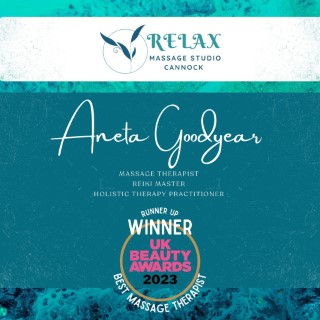 RELAX
MASSAGE STUDIO
CANNOCK
Aneta Goodyear
MASSAGE THERAPIST
REIKI MASTER
HOLISTIC THERAPY PRACTITIONER
RUNNER UP
WINNER
UK
BEAUTY
AWARDS
2023
BEST MASSAGE THERAPIST